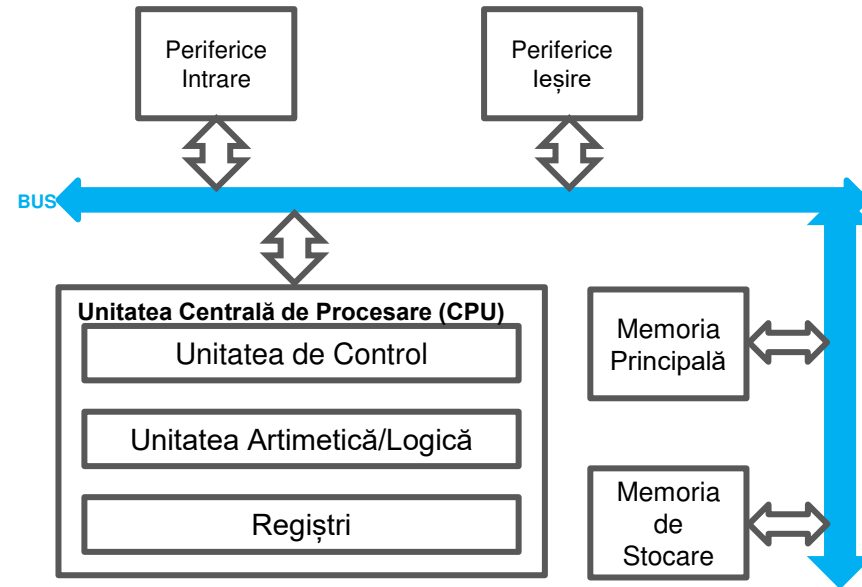 Periferice
Intrare
Periferice
Ieșire
BUS
Unitatea Centrală de Procesare (CPU)
Unitatea de Control
Unitatea Artimetică/Logică
Regiștri
Memoria
Principală
Memoria
de
Stocare